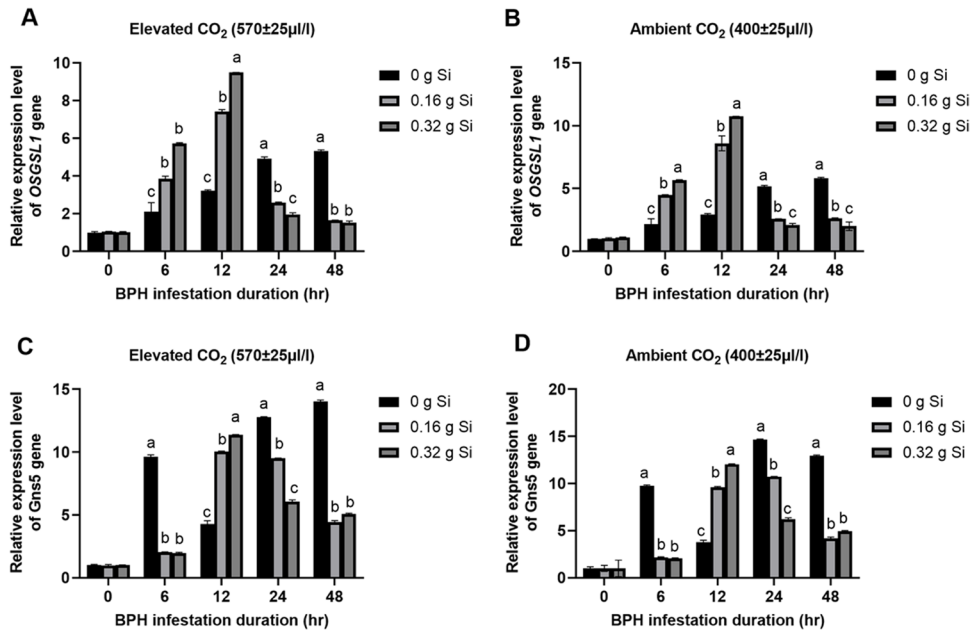 A
Elevated CO₂ (570±25µl/l)
Relative expression level
of OSGSL1 gene
10
8
6
4
2
0
c b b
c b a
a b c
a b b
0 6 12 24 48
BPH infestation duration (hr)
0 g Si
0.16 g Si
0.32 g Si
B
Ambient CO₂ (400±25µl/l)
Relative expression level
of OSGSL1 gene
15
10
5
0
c b a
c b a
a b c
a b c
0 6 12 24 48
BPH infestation duration (hr)
0 g Si
0.16 g Si
0.32 g Si
C
Elevated CO₂ (570±25µl/l)
Relative expression level
of Gns5 gene
15
10
5
0
a b b
c b a
a b c
a b b
0 6 12 24 48
BPH infestation duration (hr)
0 g Si
0.16 g Si
0.32 g Si
D
Ambient CO₂ (400±25µl/l)
Relative expression level
of Gns5 gene
20
15
10
5
0
a b b
c b a
a b c
a b b
0 6 12 24 48
BPH infestation duration (hr)
0 g Si
0.16 g Si
0.32 g Si